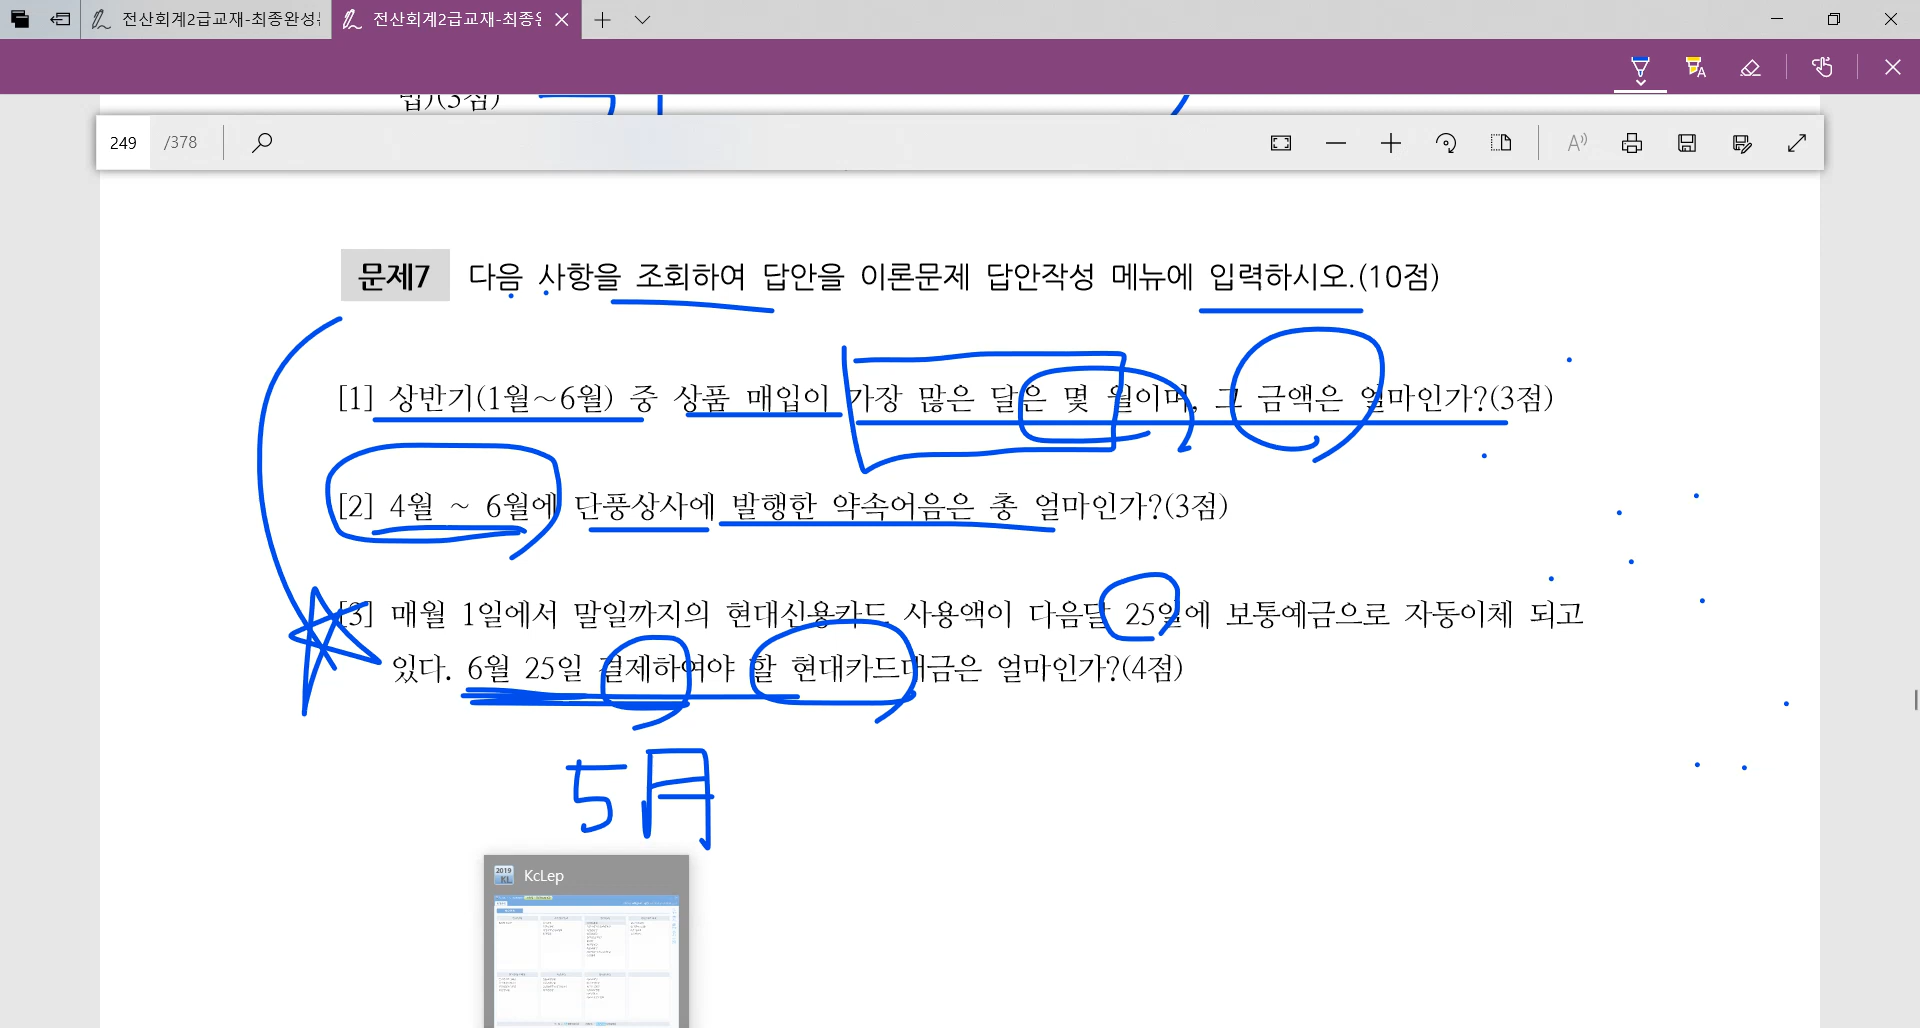 전산회계2급교재-최종완성
전산회계2급교재-최종
법)(3점)
249 /378
문제7 다음 사항을 조회하여 답안을 이론문제 답안작성 메뉴에 입력하시오.(10점)
[1] 상반기(1월~6월) 중 상품 매입이 가장 많은 달은 몇 월이며, 그 금액은 얼마인가?(3점)
[2] 4월 ~ 6월에 단풍상사에 발행한 약속어음은 총 얼마인가?(3점)
[3] 매월 1일에서 말일까지의 현대신용카드 사용액이 다음달 25일에 보통예금으로 자동이체 되고
있다. 6월 25일 결제하여야 할 현대카드대금은 얼마인가?(4점)
5月
2019 KL KcLep